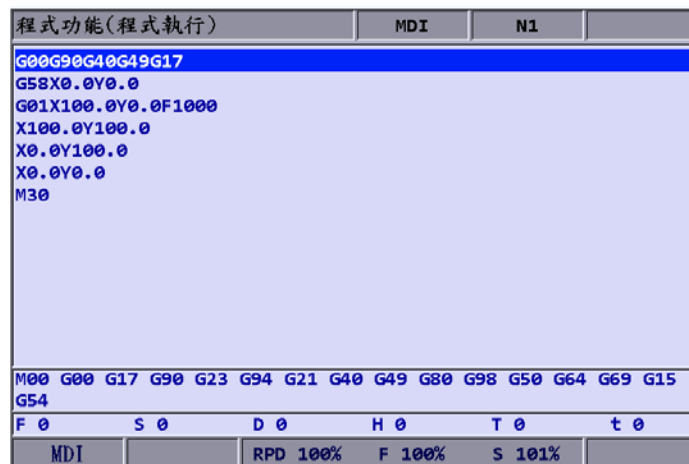 程式功能(程式執行) MDI N1
G00G90G40G49G17
G58X0.0Y0.0
G01X100.0Y0.0F1000
X100.0Y100.0
X0.0Y100.0
X0.0Y0.0
M30
M00 G00 G17 G90 G23 G94 G21 G40 G49 G80 G98 G50 G64 G69 G15
G54
F 0 S 0 D 0 H 0 T 0 t 0
MDI RPD 100% F 100% S 101%